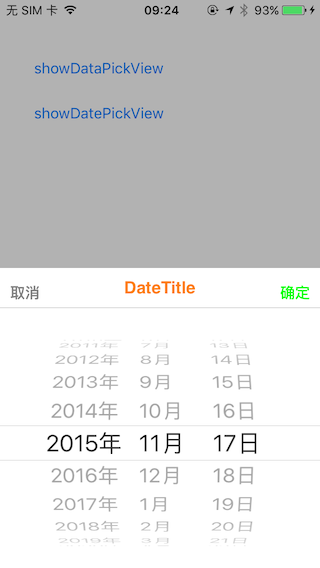 无 SIM 卡 09:24 93%
showDataPickView
showDatePickView
取消 DateTitle 确定
2011年 7月 13日
2012年 8月 14日
2013年 9月 15日
2014年 10月 16日
2015年 11月 17日
2016年 12月 18日
2017年 1月 19日
2018年 2月 20日
2019年 3月 21日